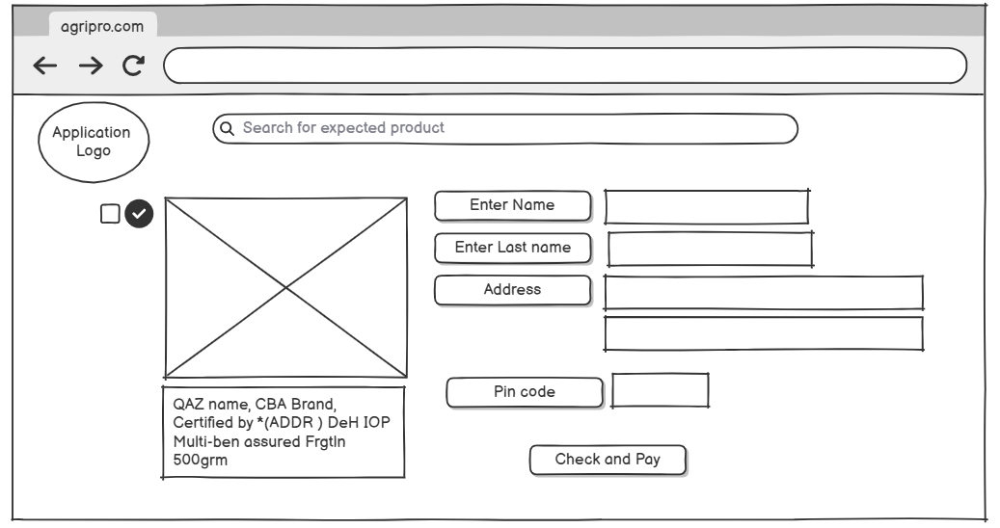 agripro.com
Application
Logo
Search for expected product
Enter Name
Enter Last name
Address
Pin code
QAZ name, CBA Brand,
Certified by *(ADDR ) DeH IOP
Multi-ben assured Frgtln
500grm
Check and Pay